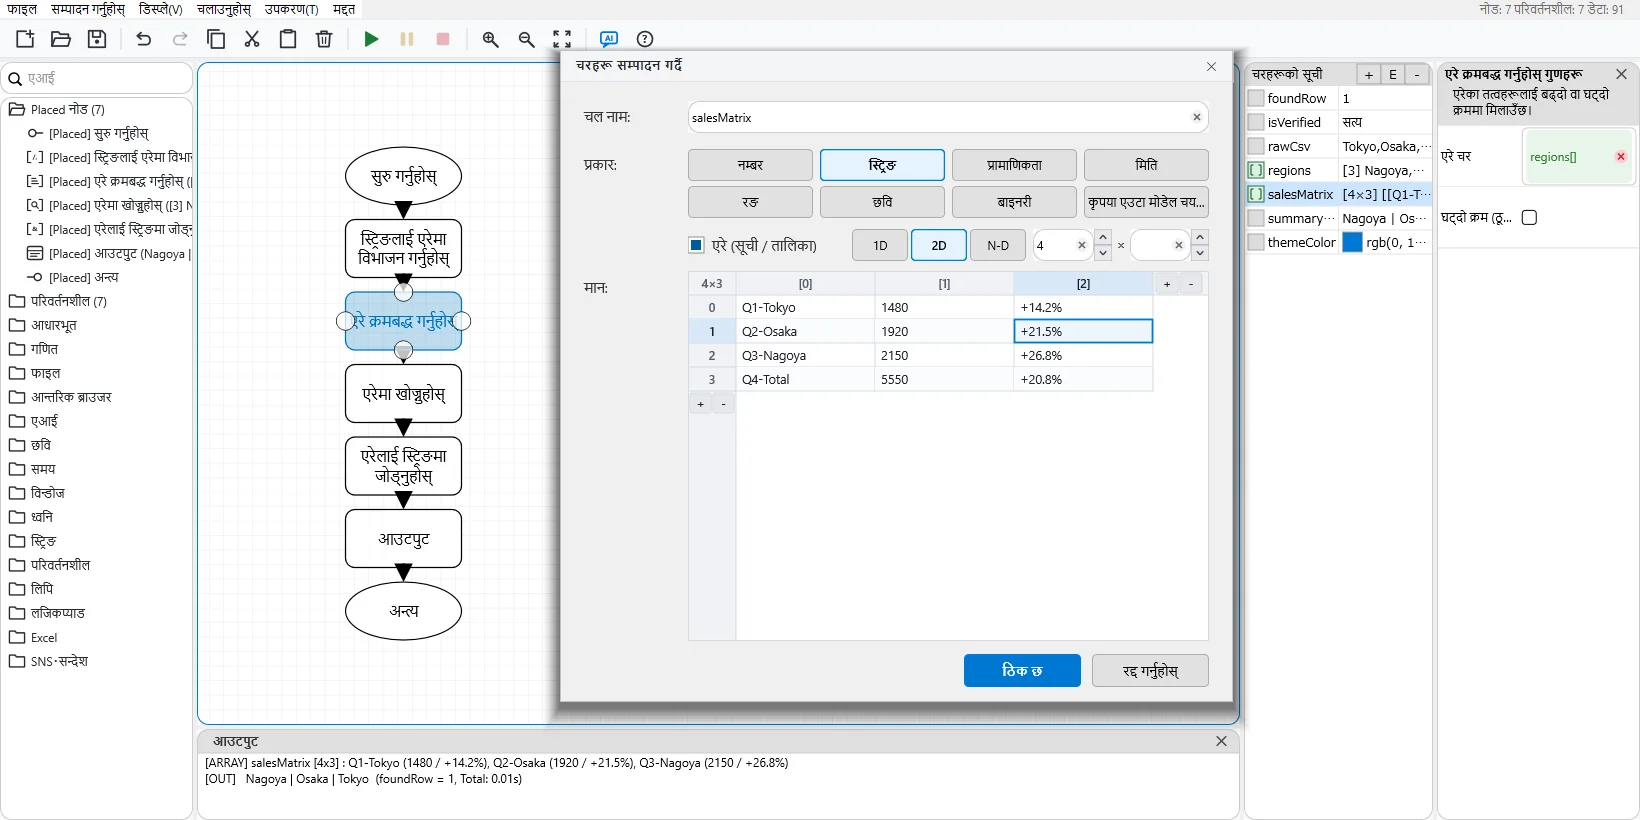 फाइल सम्पादन गर्नुहोस् डिस्प्ले(V) चलाउनुहोस् उपकरण(T) मद्दत
नोड: 7 परिवर्तनशील: 7 डेटा: 91
एआई
Placed नोड (7)
[Placed] सुरु गर्नुहोस्
[Placed] स्ट्रिङलाई एरेमा विभा
[Placed] एरे क्रमबद्ध गर्नुहोस् (
[Placed] एरेमा खोज्नुहोस् ([3] N
[Placed] एरेलाई स्ट्रिङमा जोड्न
[Placed] आउटपुट (Nagoya |
[Placed] अन्त्य
परिवर्तनशील (7)
आधारभूत
गणित
फाइल
आन्तरिक ब्राउजर
एआई
छवि
समय
विन्डोज
ध्वनि
स्ट्रिङ
परिवर्तनशील
लिपि
लजिकप्याड
Excel
SNS·सन्देश
सुरु गर्नुहोस्
स्ट्रिङलाई एरेमा
विभाजन गर्नुहोस्
एरे क्रमबद्ध गर्नुहोस्
एरेमा खोज्नुहोस्
एरेलाई स्ट्रिङमा
जोड्नुहोस्
आउटपुट
अन्त्य
चरहरू सम्पादन गर्दै
चल नाम: salesMatrix
प्रकार: नम्बर स्ट्रिङ प्रामाणिकता मिति
रङ छवि बाइनरी कृपया एउटा मोडेल चय...
एरे (सूची / तालिका) 1D 2D N-D 4 ×
मान:
4×3 [0] [1] [2] + -
0 Q1-Tokyo 1480 +14.2%
1 Q2-Osaka 1920 +21.5%
2 Q3-Nagoya 2150 +26.8%
3 Q4-Total 5550 +20.8%
+ -
ठिक छ रद्द गर्नुहोस्
चरहरूको सूची + E -
foundRow 1
isVerified सत्य
rawCsv Tokyo,Osaka,···
regions [3] Nagoya,···
salesMatrix [4×3] [[Q1-T···
summary··· Nagoya | Os···
themeColor rgb(0, 1···
एरे क्रमबद्ध गर्नुहोस् गुणहरू
एरेका तत्वहरूलाई बढ्दो वा घट्दो
क्रममा मिलाउँछ।
एरे चर regions[]
घट्दो क्रम (ठू...
आउटपुट
[ARRAY] salesMatrix [4x3] : Q1-Tokyo (1480 / +14.2%), Q2-Osaka (1920 / +21.5%), Q3-Nagoya (2150 / +26.8%)
[OUT] Nagoya | Osaka | Tokyo (foundRow = 1, Total: 0.01s)